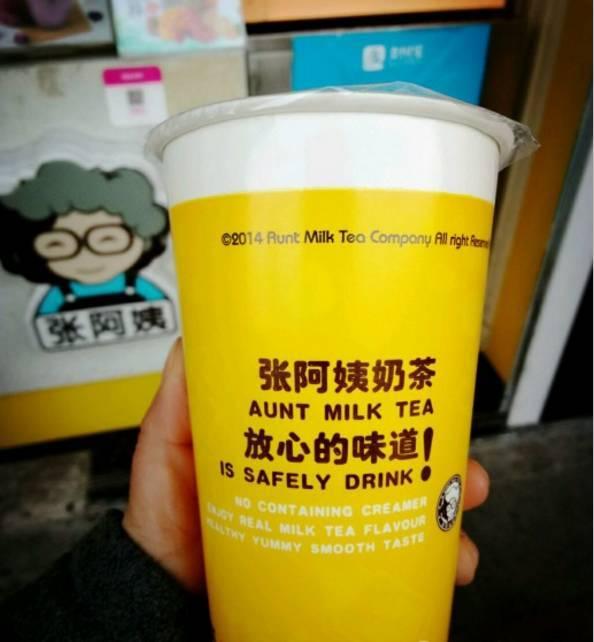 张阿姨
©2014 Aunt Milk Tea Company All right
张阿姨奶茶
AUNT MILK TEA
放心的味道!
IS SAFELY DRINK
NO CONTAINING CREAMER
ENJOY REAL MILK TEA FLAVOUR
HEALTHY YUMMY SMOOTH TASTE